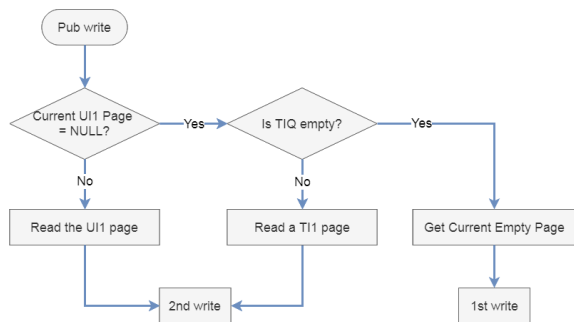 Pub write
Current UI1 Page
= NULL?
Yes
Is TIQ empty?
Yes
No
No
Read the UI1 page
Read a TI1 page
Get Current Empty Page
2nd write
1st write